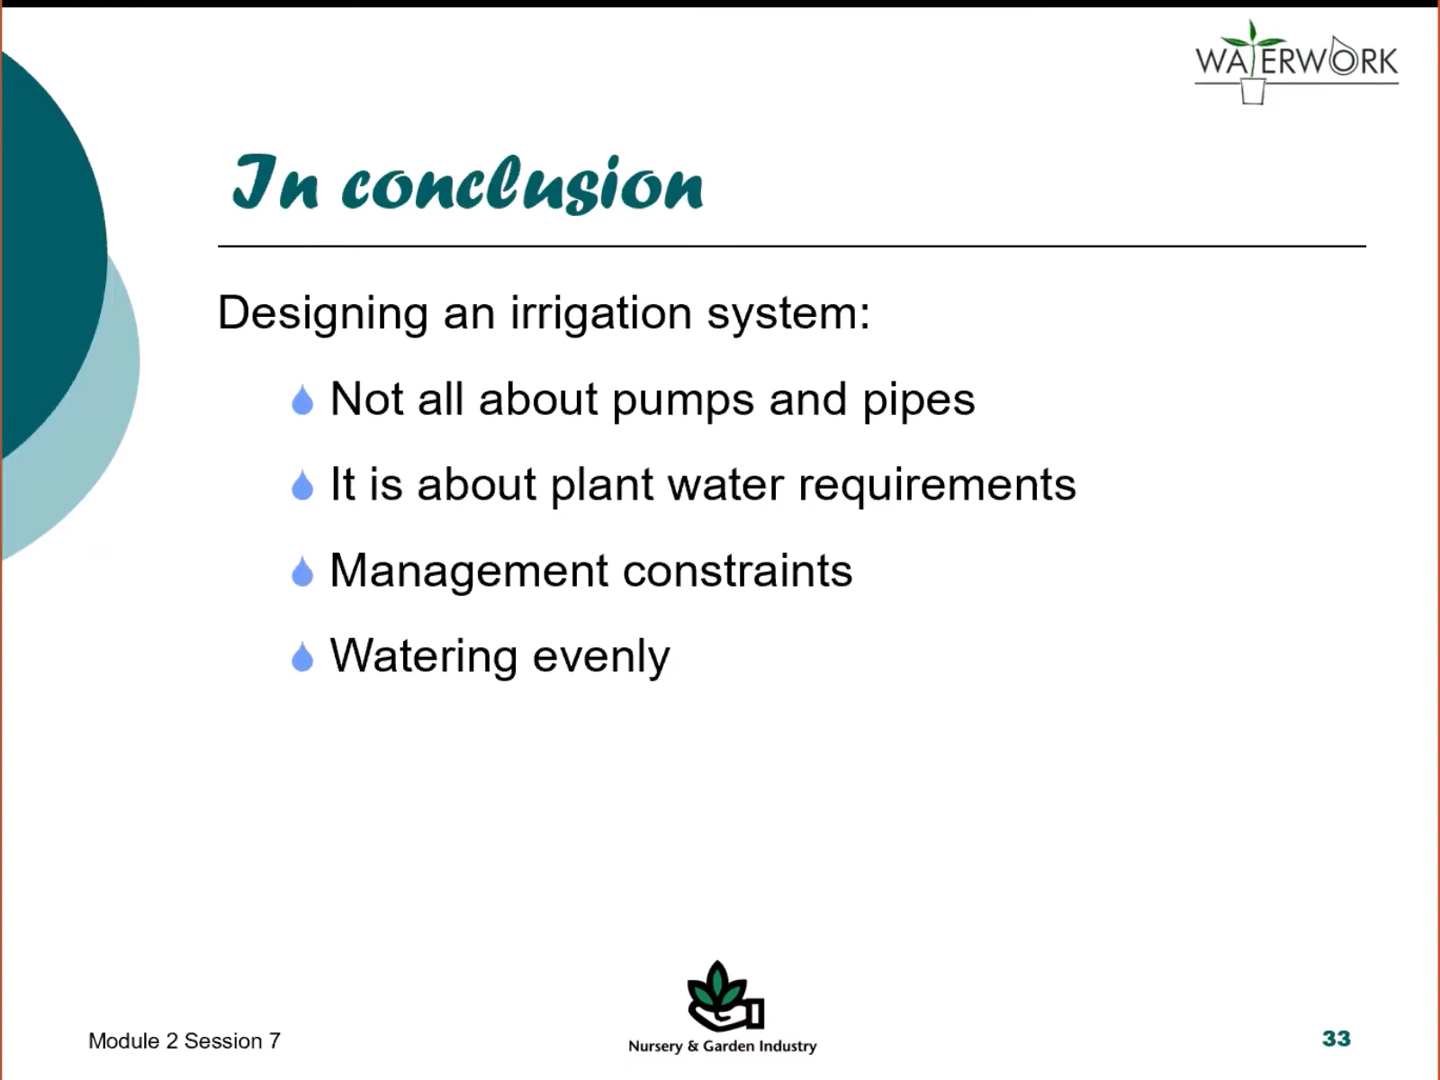 WATERWORK
In conclusion
Designing an irrigation system:
Not all about pumps and pipes
It is about plant water requirements
Management constraints
Watering evenly
Module 2 Session 7
Nursery & Garden Industry
33